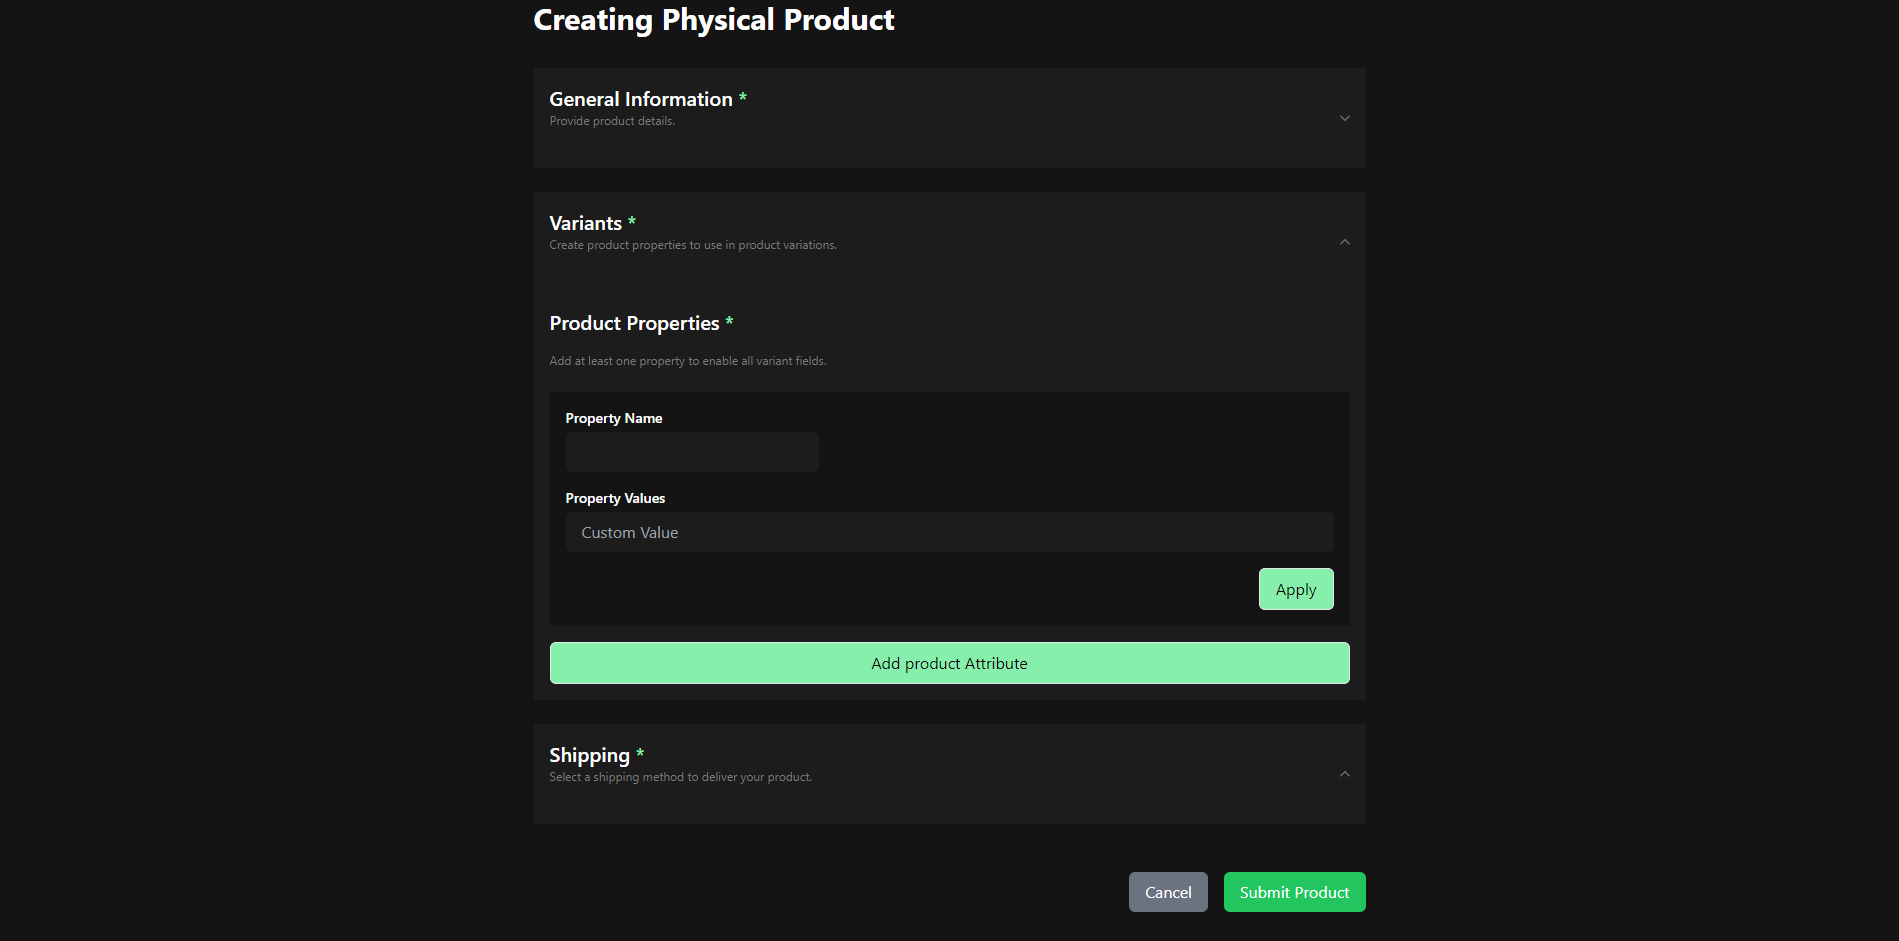 Creating Physical Product
General Information *
Provide product details.
Variants *
Create product properties to use in product variations.
Product Properties *
Add at least one property to enable all variant fields.
Property Name
Property Values
Custom Value
Apply
Add product Attribute
Shipping *
Select a shipping method to deliver your product.
Cancel
Submit Product